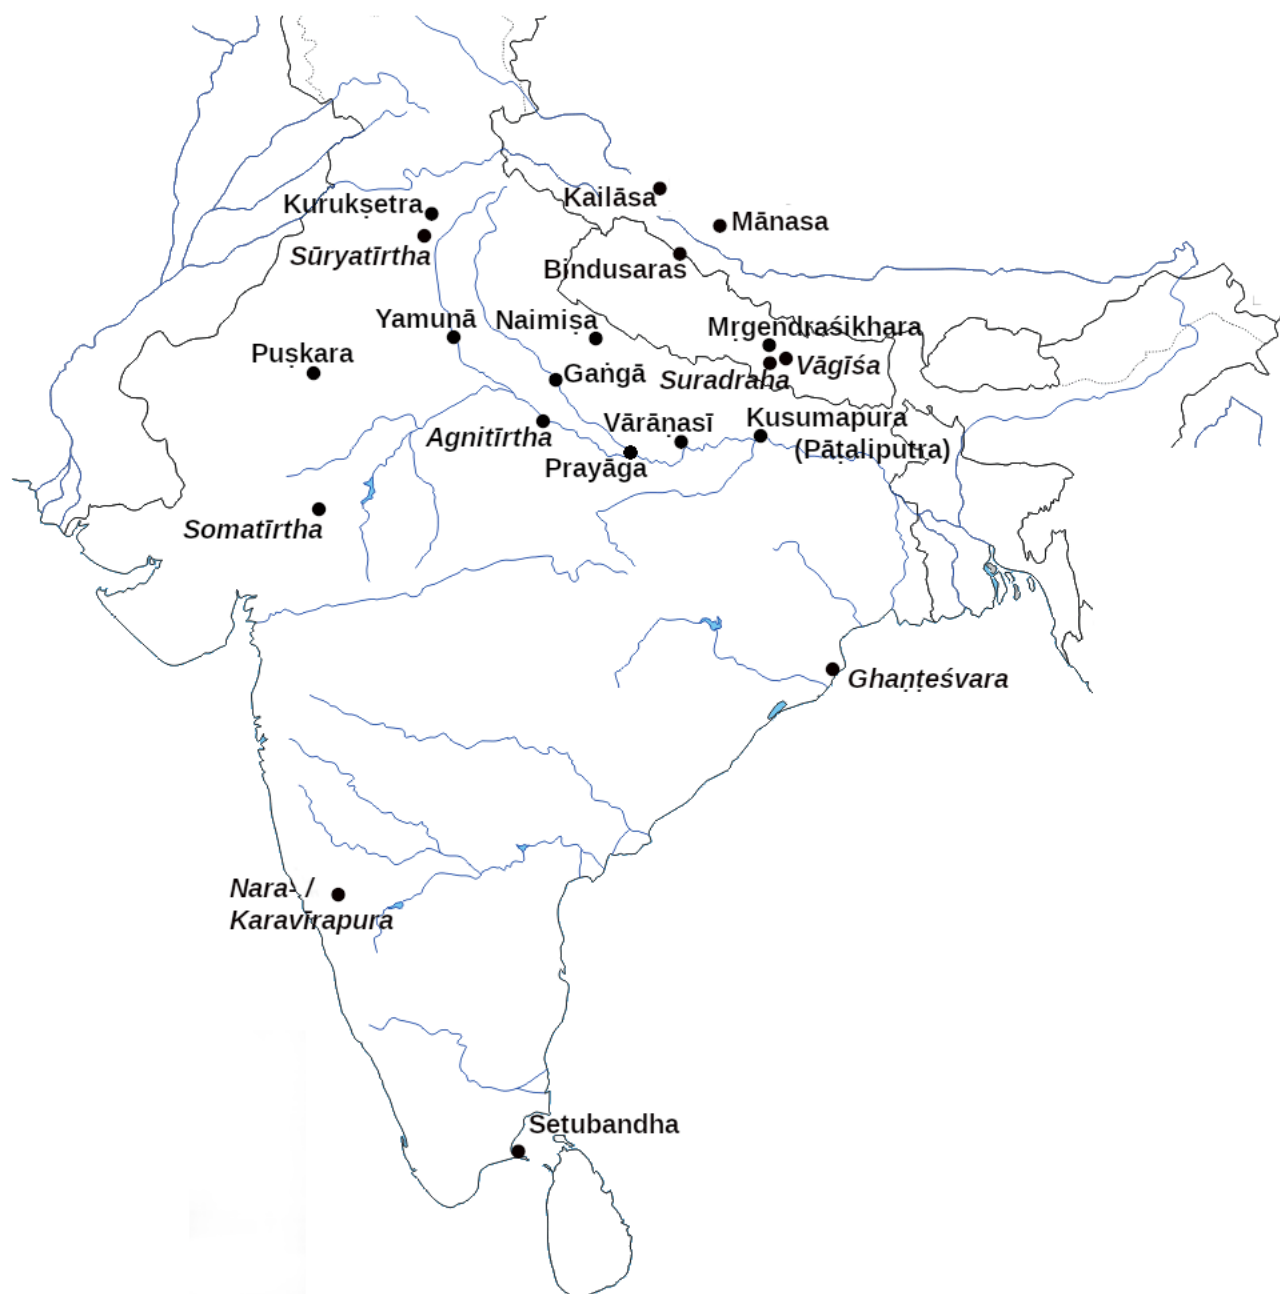 Kailāsa
Kurukṣetra
Mānasa
Sūryatīrtha
Bindusaras
Yamunā
Naimiṣa
Mṛgendraśikhara
Puṣkara
Vāgīśa
Gaṅgā
Suradraha
Kusumapura
(Pāṭaliputra)
Vārāṇasī
Agnitīrtha
Prayāga
Somatīrtha
Ghaṇṭeśvara
Nara- /
Karavīrapura
Setubandha